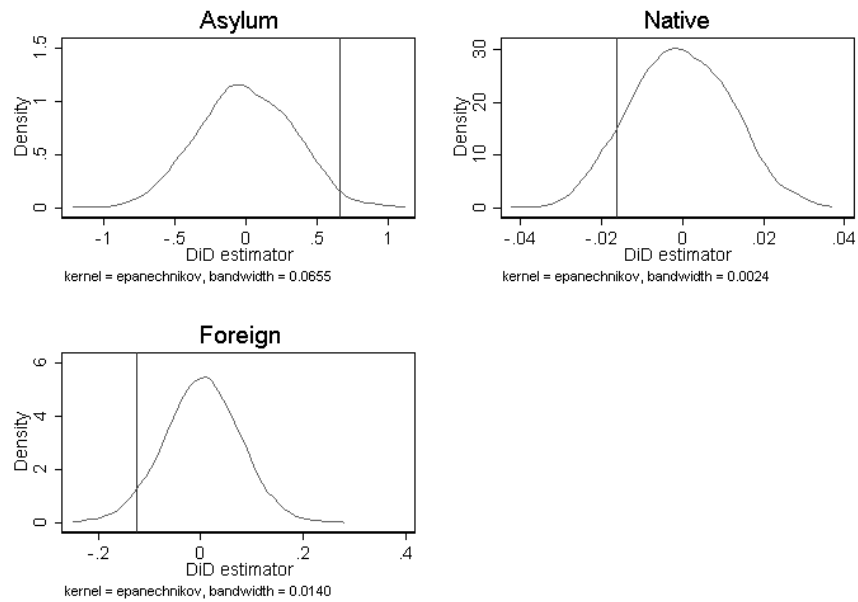 Asylum
Density
0 .5 1 1.5
-1 -.5 0 .5 1
DiD estimator
kernel = epanechnikov, bandwidth = 0.0655
Native
Density
0 10 20 30
-.04 -.02 0 .02 .04
DiD estimator
kernel = epanechnikov, bandwidth = 0.0024
Foreign
Density
0 2 4 6
-.2 0 .2 .4
DiD estimator
kernel = epanechnikov, bandwidth = 0.0140